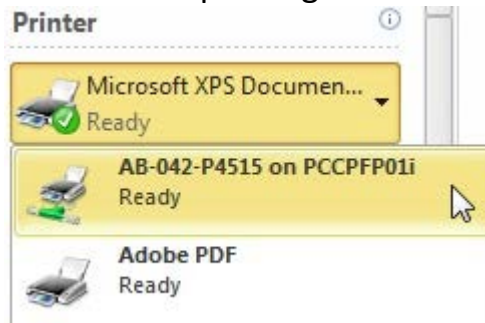 Printer
Microsoft XPS Documen...
Ready
AB-042-P4515 on PCCPFP01i
Ready
Adobe PDF
Ready